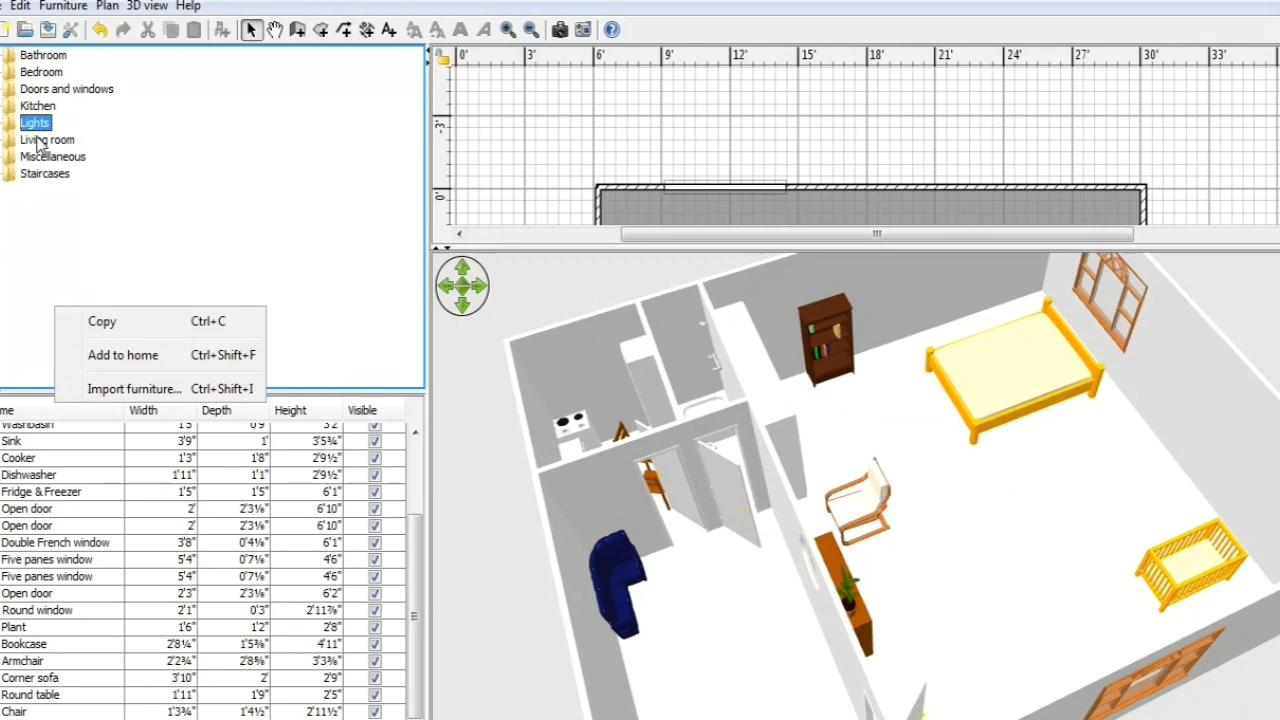 Edit Furniture Plan 3D view Help
Bathroom
Bedroom
Doors and windows
Kitchen
Lights
Living room
Miscellaneous
Staircases
0' 3' 6' 9' 12' 15' 18' 21' 24' 27' 30' 33'
-3'
0'
Copy Ctrl+C
Add to home Ctrl+Shift+F
Import furniture... Ctrl+Shift+I
me Width Depth Height Visible
Washbasin 1'5 0'9 3'2
Sink 3'9" 1' 3'5¾"
Cooker 1'3" 1'8" 2'9½"
Dishwasher 1'11" 1'1" 2'9½"
Fridge & Freezer 1'5" 1'5" 6'1"
Open door 2' 2'3⅛" 6'10"
Open door 2' 2'3⅛" 6'10"
Double French window 3'8" 0'4⅛" 6'1"
Five panes window 5'4" 0'7⅛" 4'6"
Five panes window 5'4" 0'7⅛" 4'6"
Open door 2'3" 2'3⅛" 6'2"
Round window 2'1" 0'3" 2'11⅞"
Plant 1'6" 1'2" 2'8"
Bookcase 2'8¼" 1'5⅜" 4'11"
Armchair 2'2¾" 2'8⅝" 3'3⅜"
Corner sofa 3'10" 2' 2'9"
Round table 1'11" 1'9" 2'5"
Chair 1'3¾" 1'4½" 2'11½"